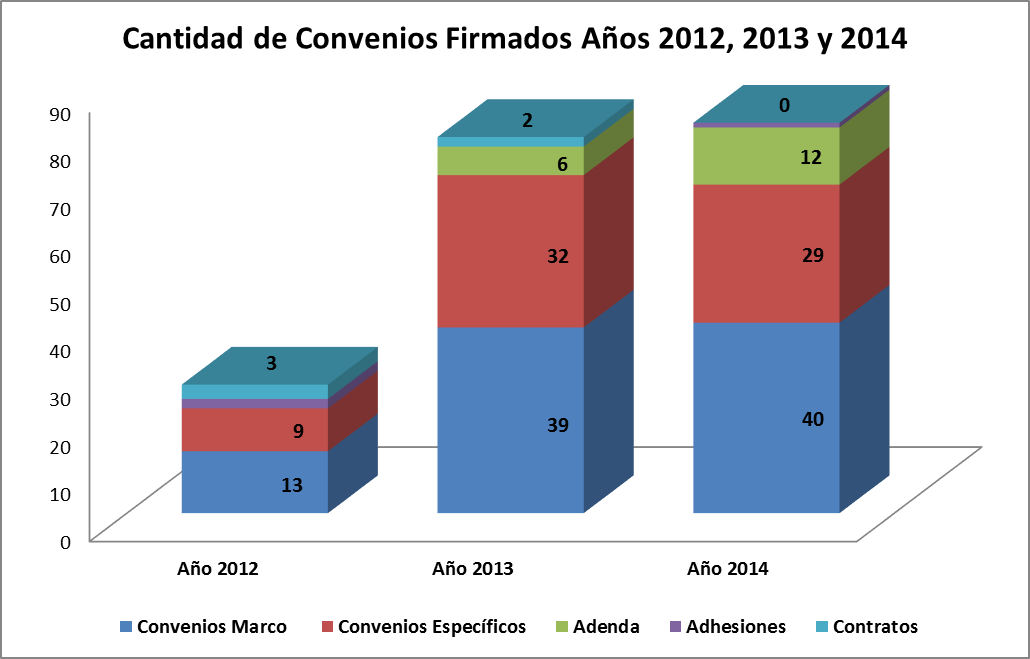 Cantidad de Convenios Firmados Años 2012, 2013 y 2014
90
80
70
60
50
40
30
20
10
0
3
9
13
2
6
32
39
0
12
29
40
Año 2012
Año 2013
Año 2014
Convenios Marco
Convenios Específicos
Adenda
Adhesiones
Contratos